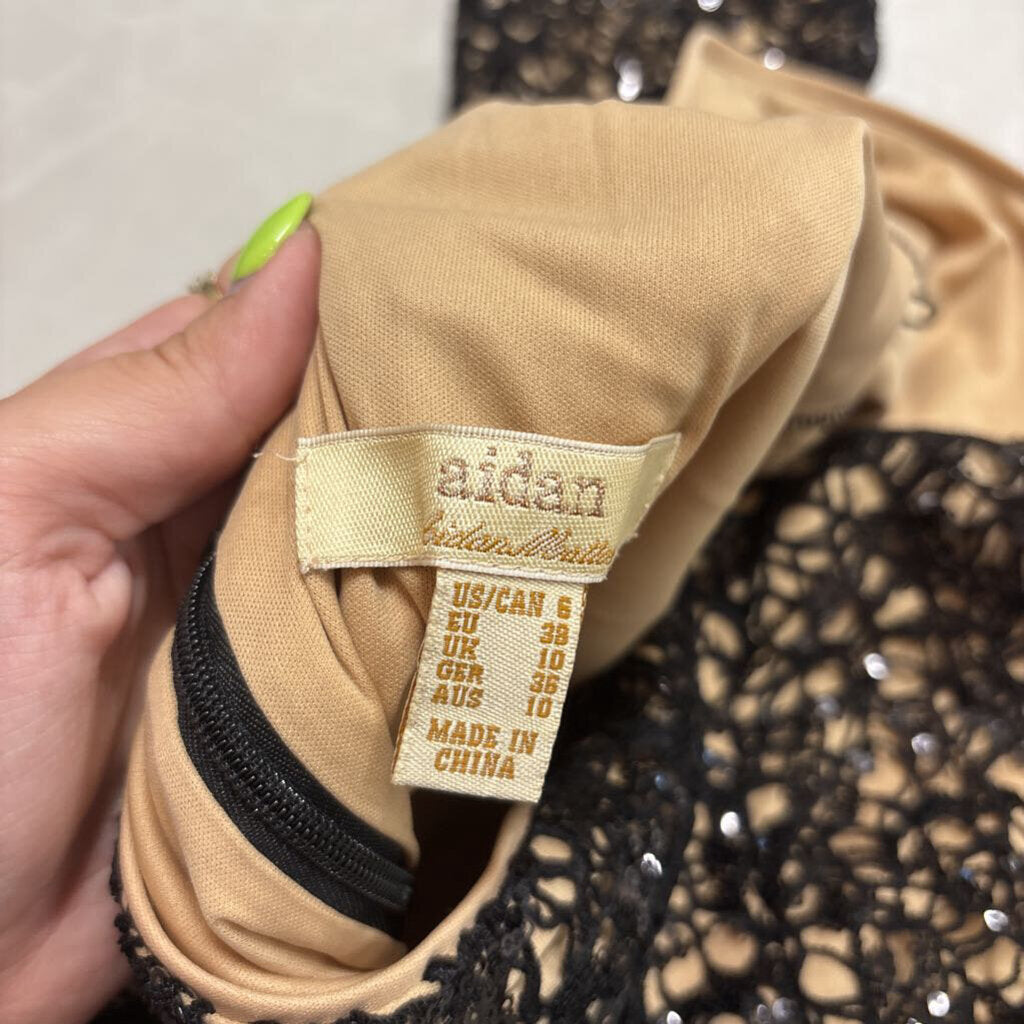 aidan
US/CAN 6
EU 38
UK 10
GER 36
AUS 10
MADE IN
CHINA